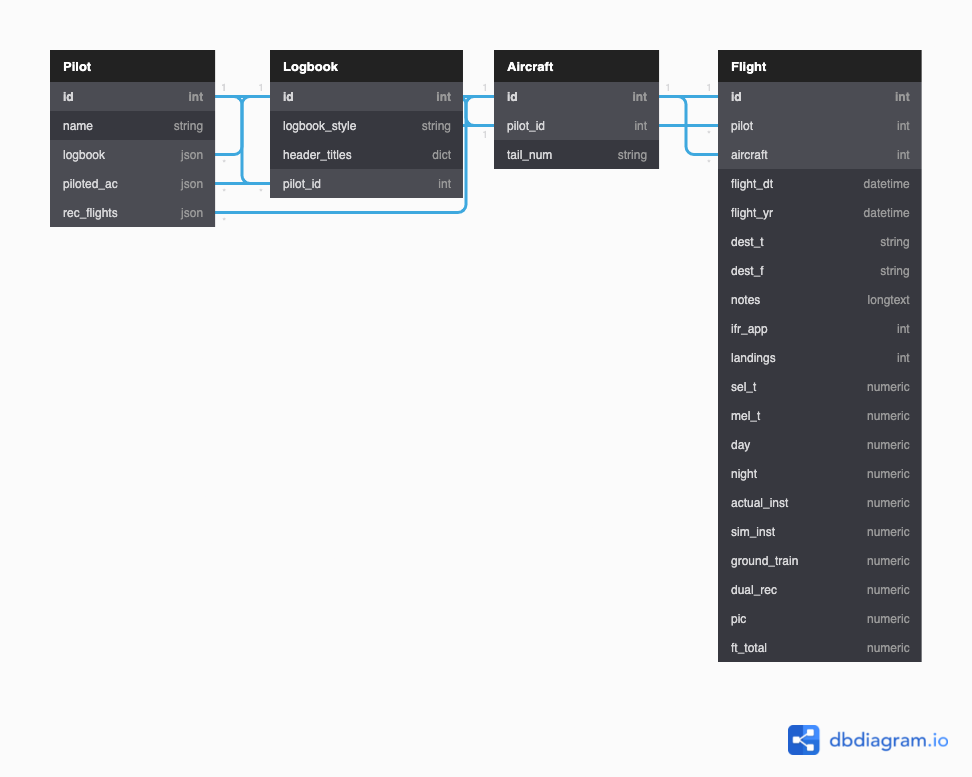 Pilot
id int
name string
logbook json
piloted_ac json
rec_flights json
Logbook
id int
logbook_style string
header_titles dict
pilot_id int
Aircraft
id int
pilot_id int
tail_num string
Flight
id int
pilot int
aircraft int
flight_dt datetime
flight_yr datetime
dest_t string
dest_f string
notes longtext
ifr_app int
landings int
sel_t numeric
mel_t numeric
day numeric
night numeric
actual_inst numeric
sim_inst numeric
ground_train numeric
dual_rec numeric
pic numeric
ft_total numeric
1
1
*
*
*
*
1
1
1
1
*
*
dbdiagram.io